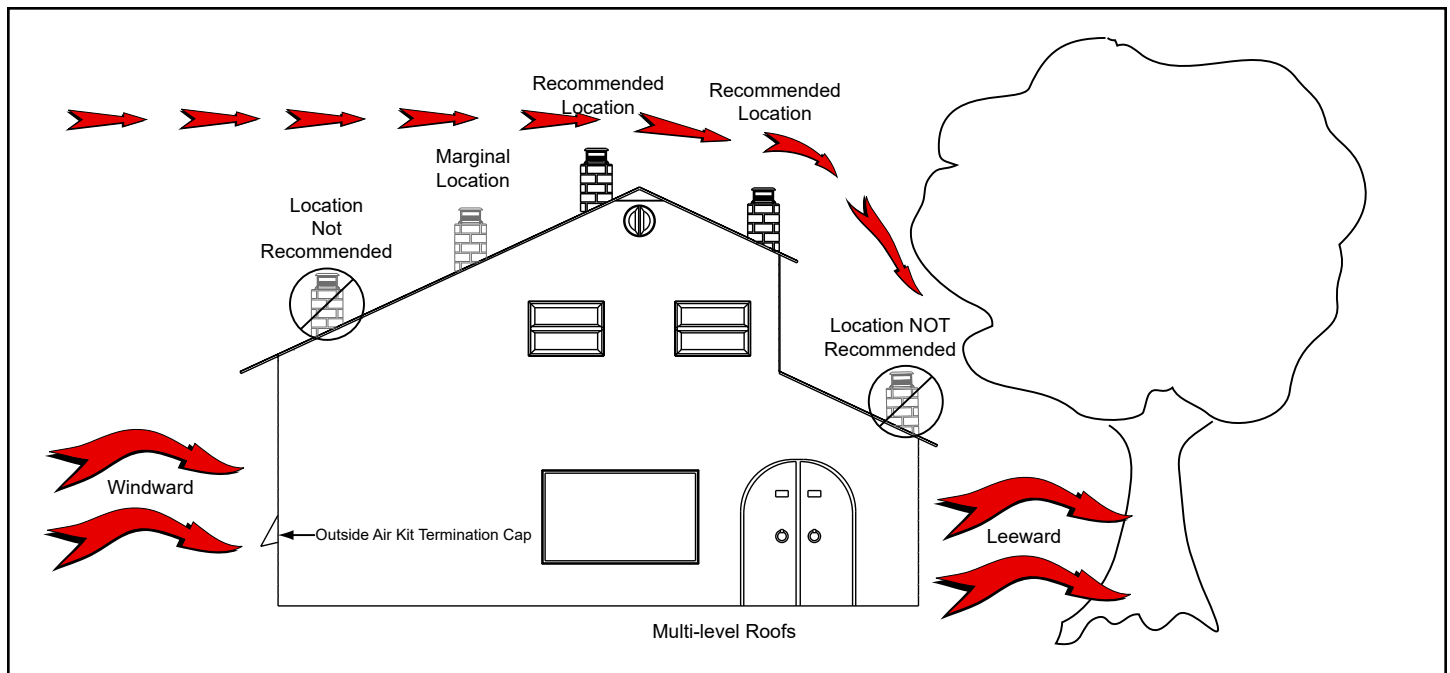 Recommended
Location
Recommended
Location
Marginal
Location
Location
Not
Recommended
Location NOT
Recommended
Windward
Outside Air Kit Termination Cap
Leeward
Multi-level Roofs